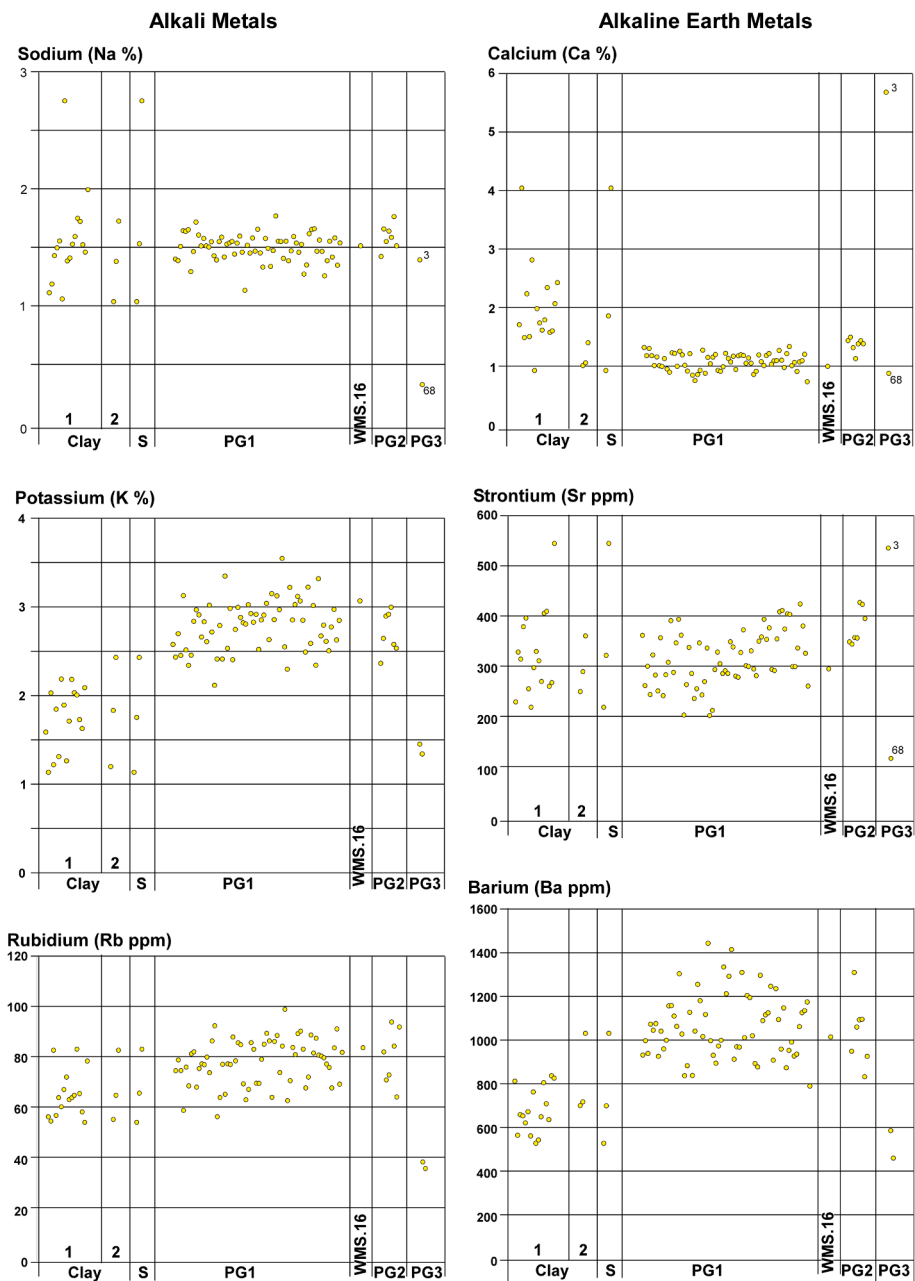 Alkali Metals
Alkaline Earth Metals
Sodium (Na %)
3
2
1
0
3
68
1
2
WMS.16
Clay
S
PG1
PG2
PG3
Calcium (Ca %)
6
5
4
3
2
1
0
3
68
1
2
WMS.16
Clay
S
PG1
PG2
PG3
Potassium (K %)
4
3
2
1
0
1
2
WMS.16
Clay
S
PG1
PG2
PG3
Strontium (Sr ppm)
600
500
400
300
200
100
0
3
68
1
2
WMS.16
Clay
S
PG1
PG2
PG3
Rubidium (Rb ppm)
120
100
80
60
40
20
0
1
2
WMS.16
Clay
S
PG1
PG2
PG3
Barium (Ba ppm)
1600
1400
1200
1000
800
600
400
200
0
1
2
WMS.16
Clay
S
PG1
PG2
PG3